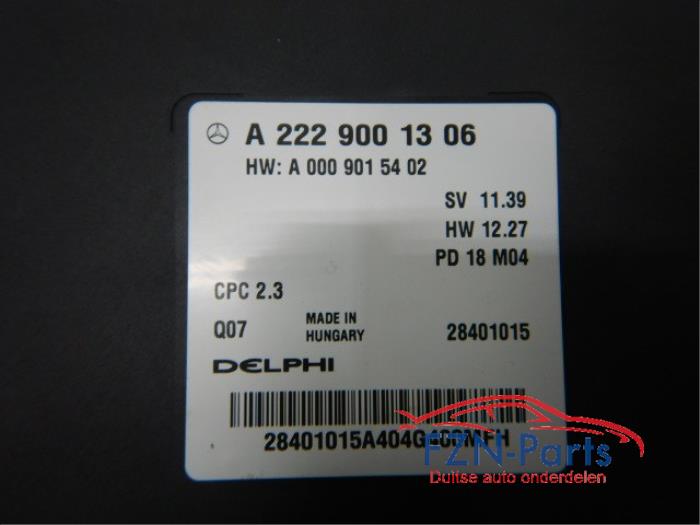 A 222 900 13 06
HW: A 000 901 54 02
SV 11.39
HW 12.27
PD 18 M04
CPC 2.3
Q07
MADE IN
HUNGARY
28401015
DELPHI
FZN-Parts
Duitse auto onderdelen